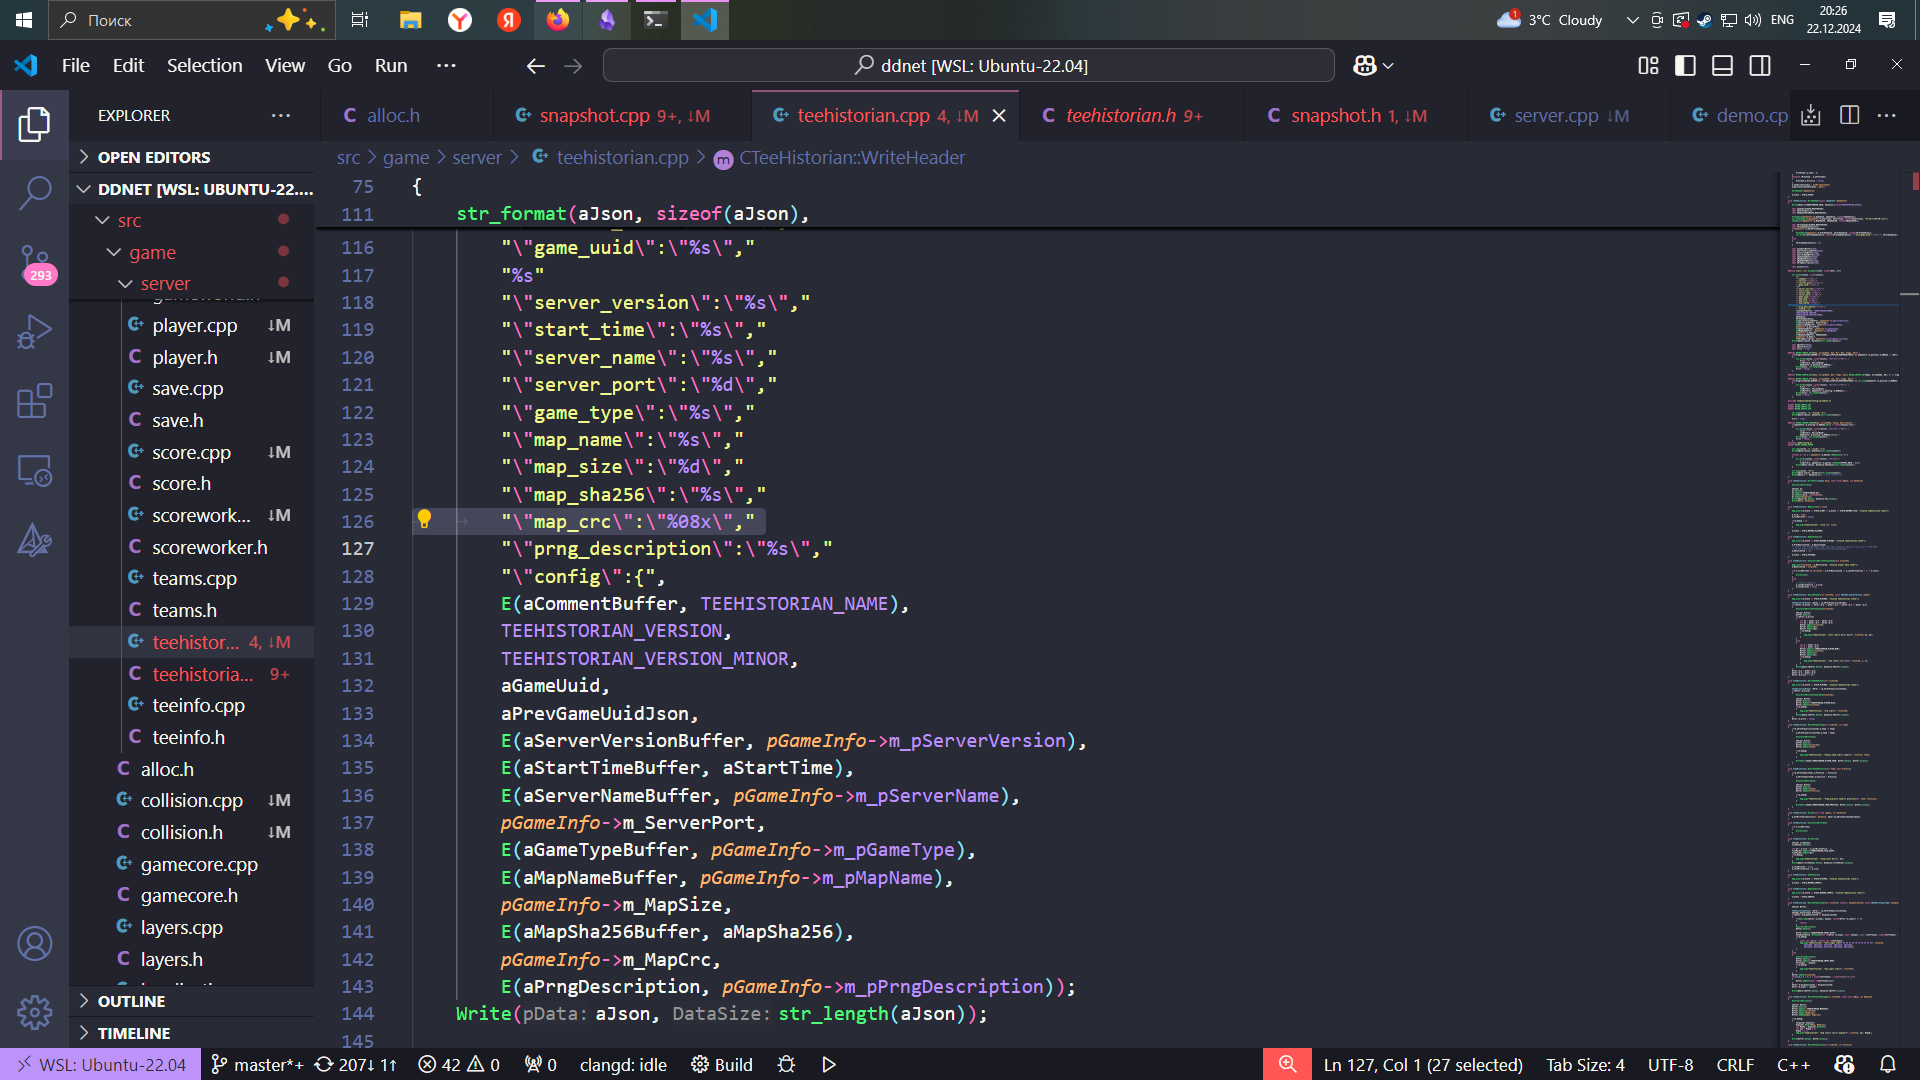 Поиск
3°C Cloudy
ENG
20:26
22.12.2024
File Edit Selection View Go Run
ddnet [WSL: Ubuntu-22.04]
EXPLORER
alloc.h
snapshot.cpp 9+, ↓M
teehistorian.cpp 4, ↓M
teehistorian.h 9+
snapshot.h 1, ↓M
server.cpp ↓M
demo.cp
OPEN EDITORS
DDNET [WSL: UBUNTU-22....
src
game
server
player.cpp ↓M
player.h ↓M
save.cpp
save.h
score.cpp ↓M
score.h
scorework... ↓M
scoreworker.h
teams.cpp
teams.h
teehistor... 4, ↓M
teehistoria... 9+
teeinfo.cpp
teeinfo.h
alloc.h
collision.cpp ↓M
collision.h ↓M
gamecore.cpp
gamecore.h
layers.cpp
layers.h
OUTLINE
TIMELINE
293
src > game > server > teehistorian.cpp > CTeeHistorian::WriteHeader
75 {
111 str_format(aJson, sizeof(aJson),
116 "\"game_uuid\":\"%s\","
117 "%s"
118 "\"server_version\":\"%s\","
119 "\"start_time\":\"%s\","
120 "\"server_name\":\"%s\","
121 "\"server_port\":\"%d\","
122 "\"game_type\":\"%s\","
123 "\"map_name\":\"%s\","
124 "\"map_size\":\"%d\","
125 "\"map_sha256\":\"%s\","
126 "\"map_crc\":\"%08x\","
127 "\"prng_description\":\"%s\","
128 "\"config\":{",
129 E(aCommentBuffer, TEEHISTORIAN_NAME),
130 TEEHISTORIAN_VERSION,
131 TEEHISTORIAN_VERSION_MINOR,
132 aGameUuid,
133 aPrevGameUuidJson,
134 E(aServerVersionBuffer, pGameInfo->m_pServerVersion),
135 E(aStartTimeBuffer, aStartTime),
136 E(aServerNameBuffer, pGameInfo->m_pServerName),
137 pGameInfo->m_ServerPort,
138 E(aGameTypeBuffer, pGameInfo->m_pGameType),
139 E(aMapNameBuffer, pGameInfo->m_pMapName),
140 pGameInfo->m_MapSize,
141 E(aMapSha256Buffer, aMapSha256),
142 pGameInfo->m_MapCrc,
143 E(aPrngDescription, pGameInfo->m_pPrngDescription));
144 Write(pData: aJson, DataSize: str_length(aJson));
145
WSL: Ubuntu-22.04
master*+
207↓ 1↑
42 0
0
clangd: idle
Build
Ln 127, Col 1 (27 selected)
Tab Size: 4
UTF-8
CRLF
C++